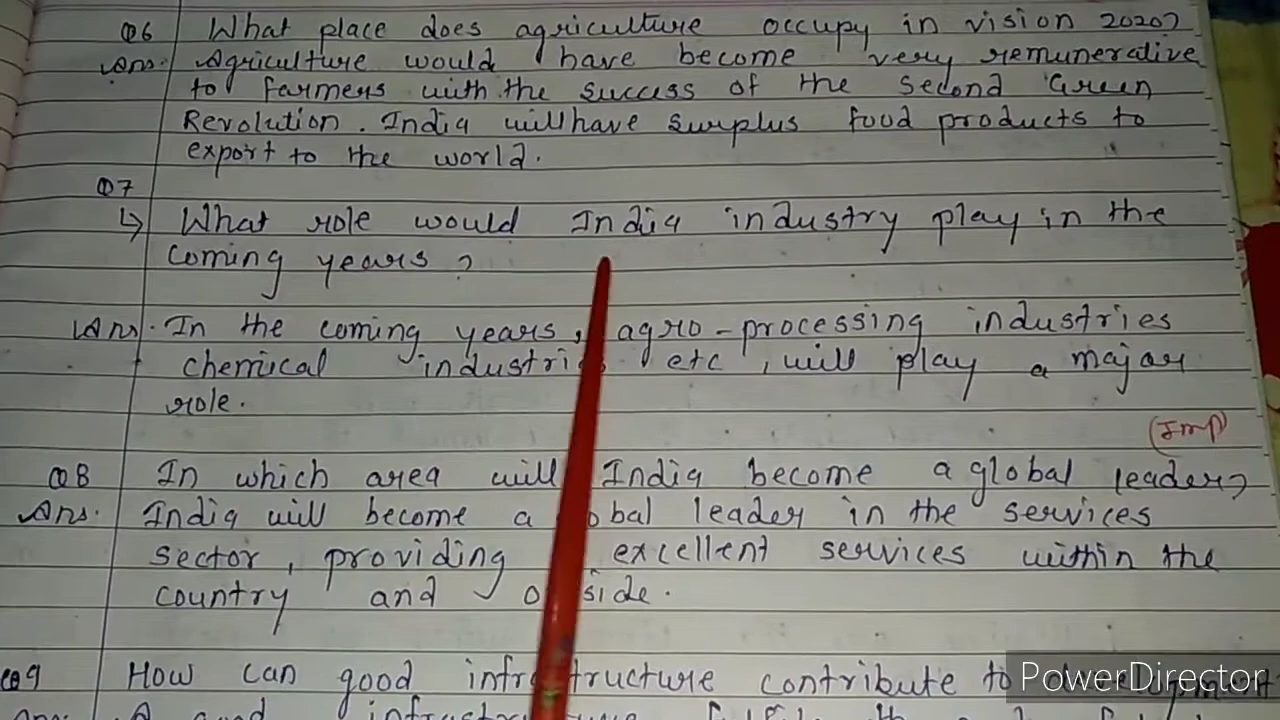 Q6 What place does agriculture occupy in vision 2020?
Ans. Agriculture would have become very remunerative
to farmers with the success of the second Green
Revolution. India will have surplus food products to
export to the world.
Q7
↳ What role would India industry play in the
coming years?
Ans. In the coming years, agro-processing industries
chemical industri etc, will play a major
role.
(Imp)
Q8 In which area will India become a global leader?
Ans. India will become a obal leader in the services
sector, providing excellent services within the
country and o side.
Q9 How can good infrastructure contribute to
PowerDirector
Ans. A good